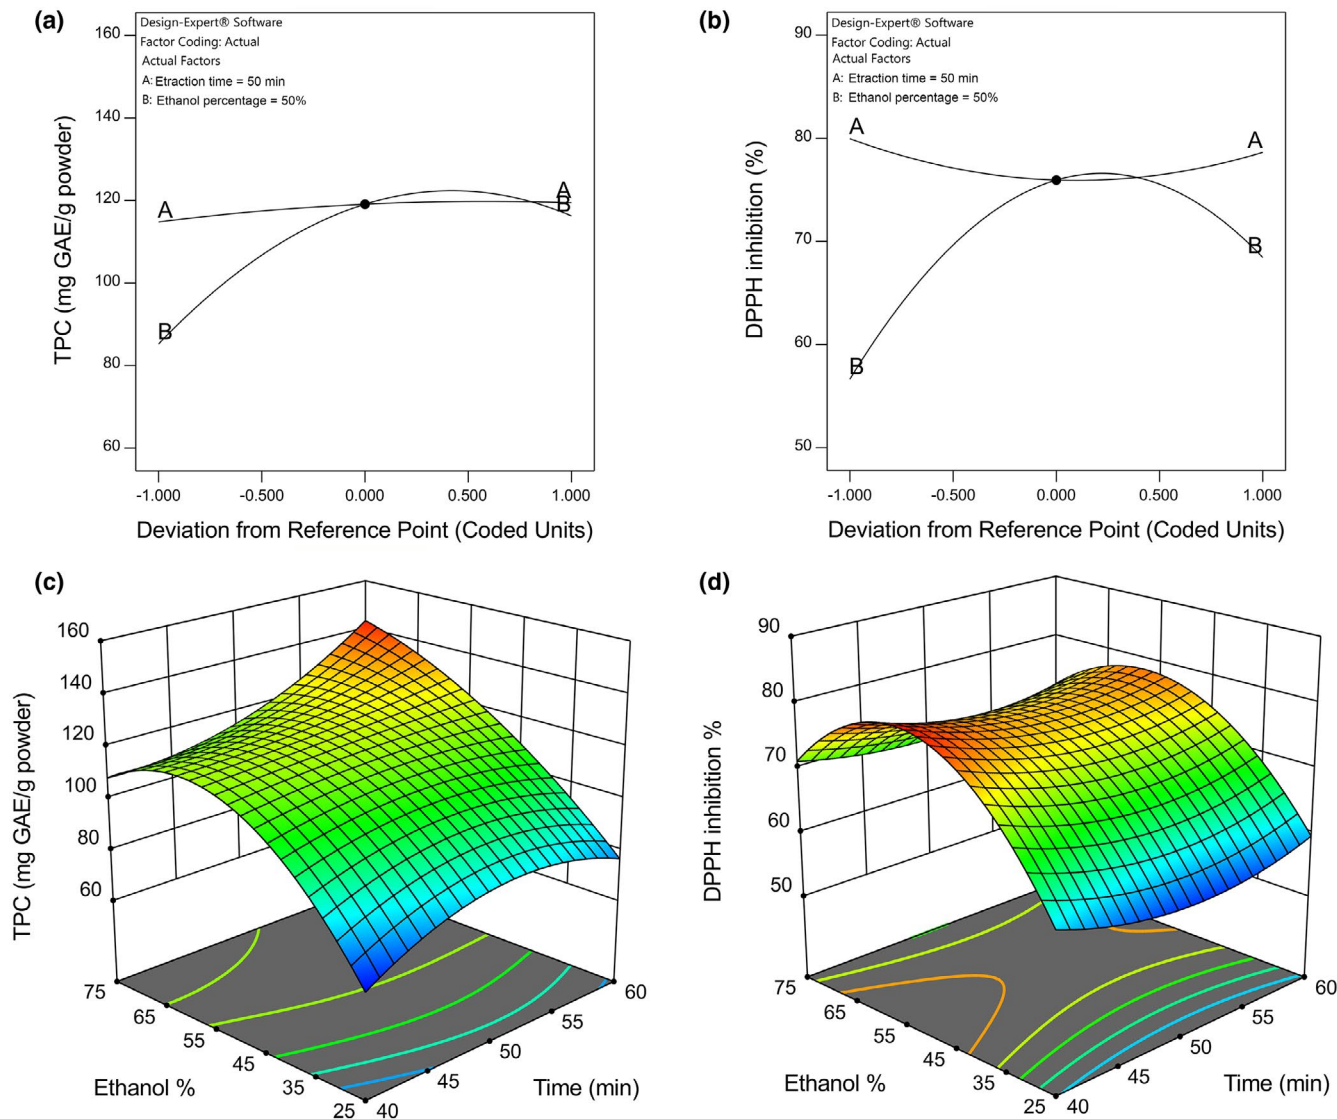 (a)
Design-Expert® Software
Factor Coding: Actual
Actual Factors
A: Etraction time = 50 min
B: Ethanol percentage = 50%
160
140
120
100
80
60
TPC (mg GAE/g powder)
A
B
A
B
-1.000 -0.500 0.000 0.500 1.000
Deviation from Reference Point (Coded Units)
(b)
Design-Expert® Software
Factor Coding: Actual
Actual Factors
A: Etraction time = 50 min
B: Ethanol percentage = 50%
90
80
70
60
50
DPPH inhibition (%)
A
B
A
B
-1.000 -0.500 0.000 0.500 1.000
Deviation from Reference Point (Coded Units)
(c)
160
140
120
100
80
60
TPC (mg GAE/g powder)
75
65
55
45
35
25
Ethanol %
40
45
50
55
60
Time (min)
(d)
90
80
70
60
50
DPPH inhibition %
75
65
55
45
35
25
Ethanol %
40
45
50
55
60
Time (min)